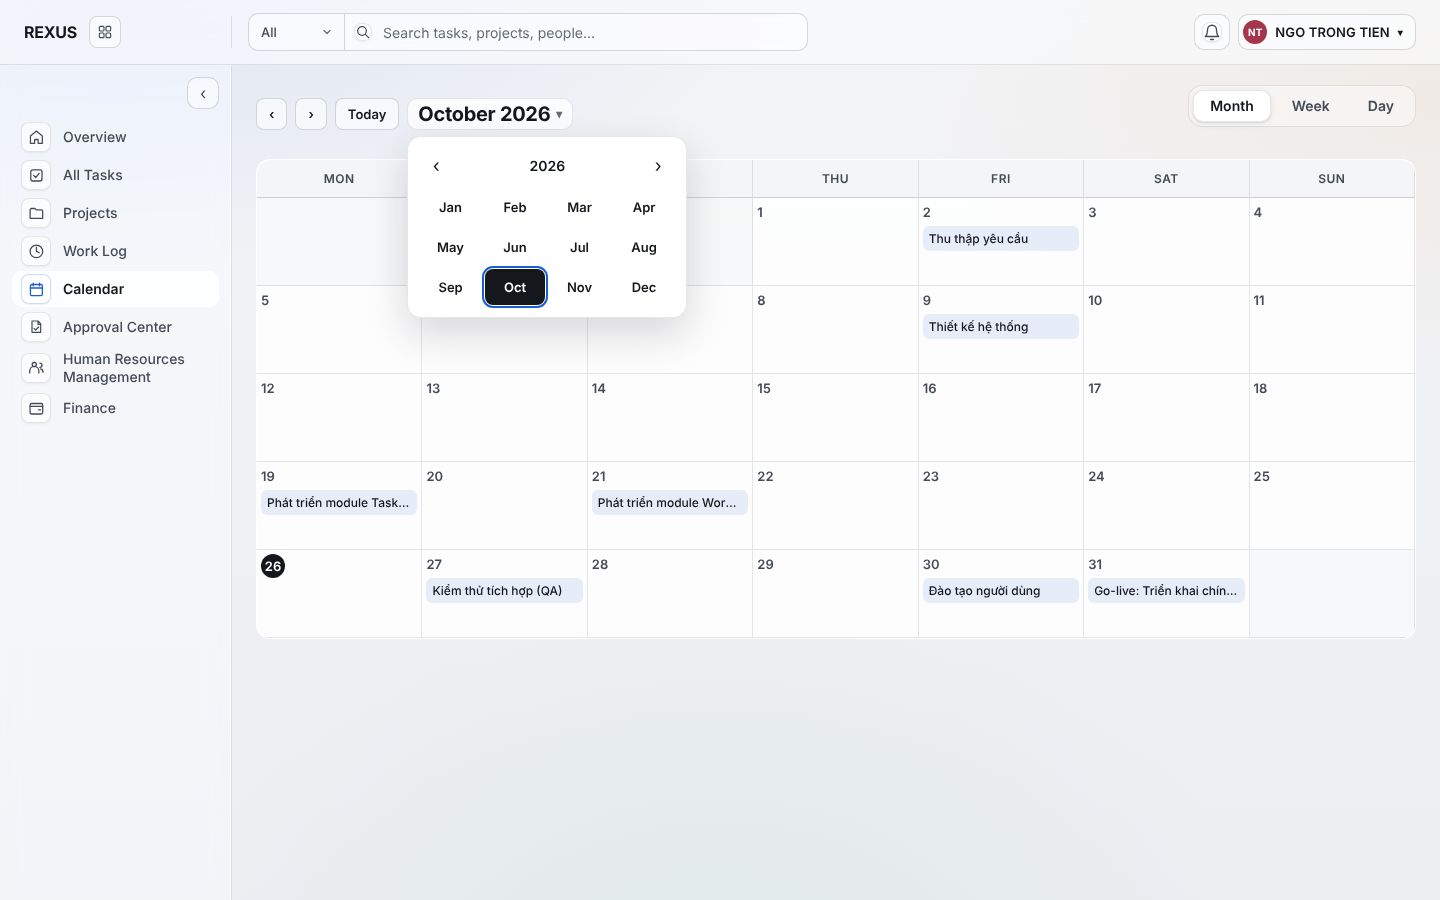 REXUS
All
Search tasks, projects, people...
NT
NGO TRONG TIEN ▾
‹
Overview
All Tasks
Projects
Work Log
Calendar
Approval Center
Human Resources
Management
Finance
‹ › Today October 2026 ▾
Month Week Day
‹ 2026 ›
Jan Feb Mar Apr
May Jun Jul Aug
Sep Oct Nov Dec
MON THU FRI SAT SUN
1 2 3 4
Thu thập yêu cầu
5 8 9 10 11
Thiết kế hệ thống
12 13 14 15 16 17 18
19 20 21 22 23 24 25
Phát triển module Task... Phát triển module Wor...
26 27 28 29 30 31
Kiểm thử tích hợp (QA) Đào tạo người dùng Go-live: Triển khai chín...